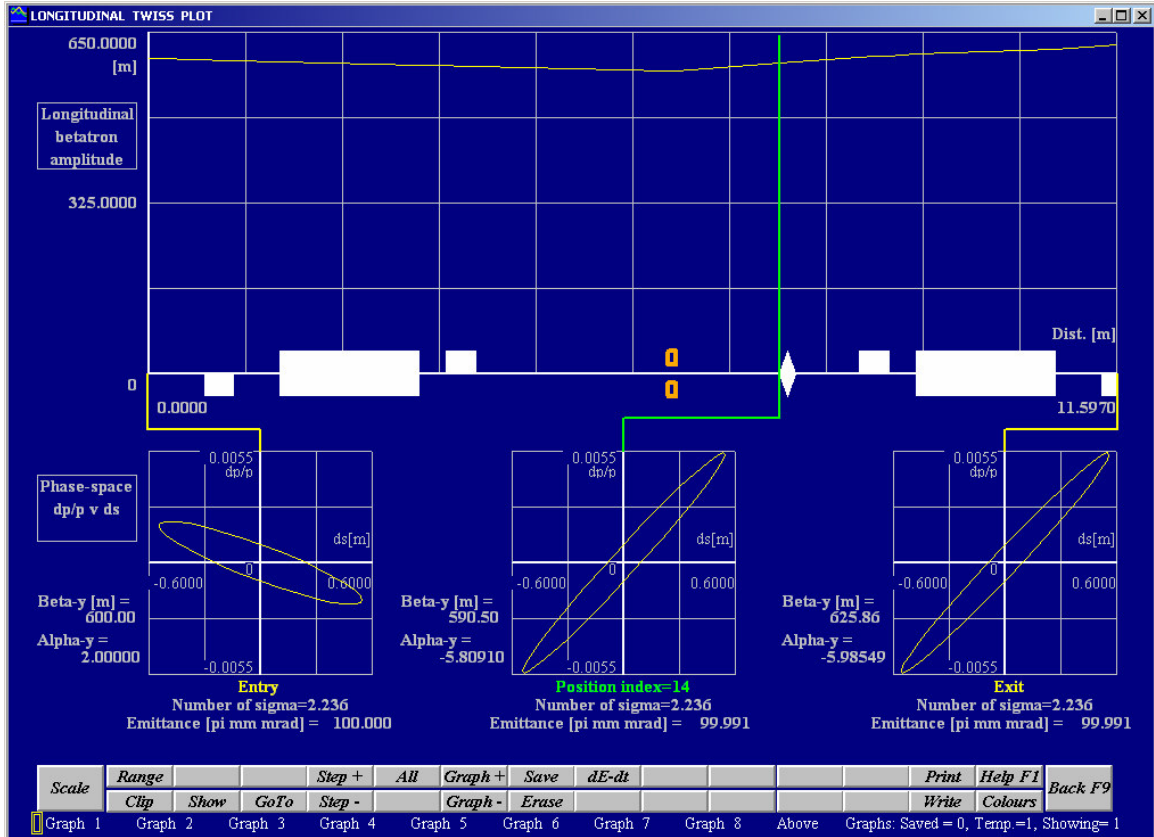 LONGITUDINAL TWISS PLOT
650.0000
[m]
Longitudinal
betatron
amplitude
325.0000
Dist. [m]
0
0.0000
11.5970
Phase-space
dp/p v ds
0.0055
dp/p
ds[m]
-0.6000
0
0.6000
-0.0055
Beta-y [m] =
600.00
Alpha-y =
2.00000
Entry
Number of sigma=2.236
Emittance [pi mm mrad] = 100.000
0.0055
dp/p
ds[m]
-0.6000
0
0.6000
-0.0055
Beta-y [m] =
590.50
Alpha-y =
-5.80910
Position index=14
Number of sigma=2.236
Emittance [pi mm mrad] = 99.991
0.0055
dp/p
ds[m]
-0.6000
0
0.6000
-0.0055
Beta-y [m] =
625.86
Alpha-y =
-5.98549
Exit
Number of sigma=2.236
Emittance [pi mm mrad] = 99.991
Scale
Range Step + All Graph + Save dE-dt Print Help F1
Back F9
Clip Show GoTo Step - Graph - Erase Write Colours
Graph 1 Graph 2 Graph 3 Graph 4 Graph 5 Graph 6 Graph 7 Graph 8 Above Graphs: Saved = 0, Temp.=1, Showing= 1